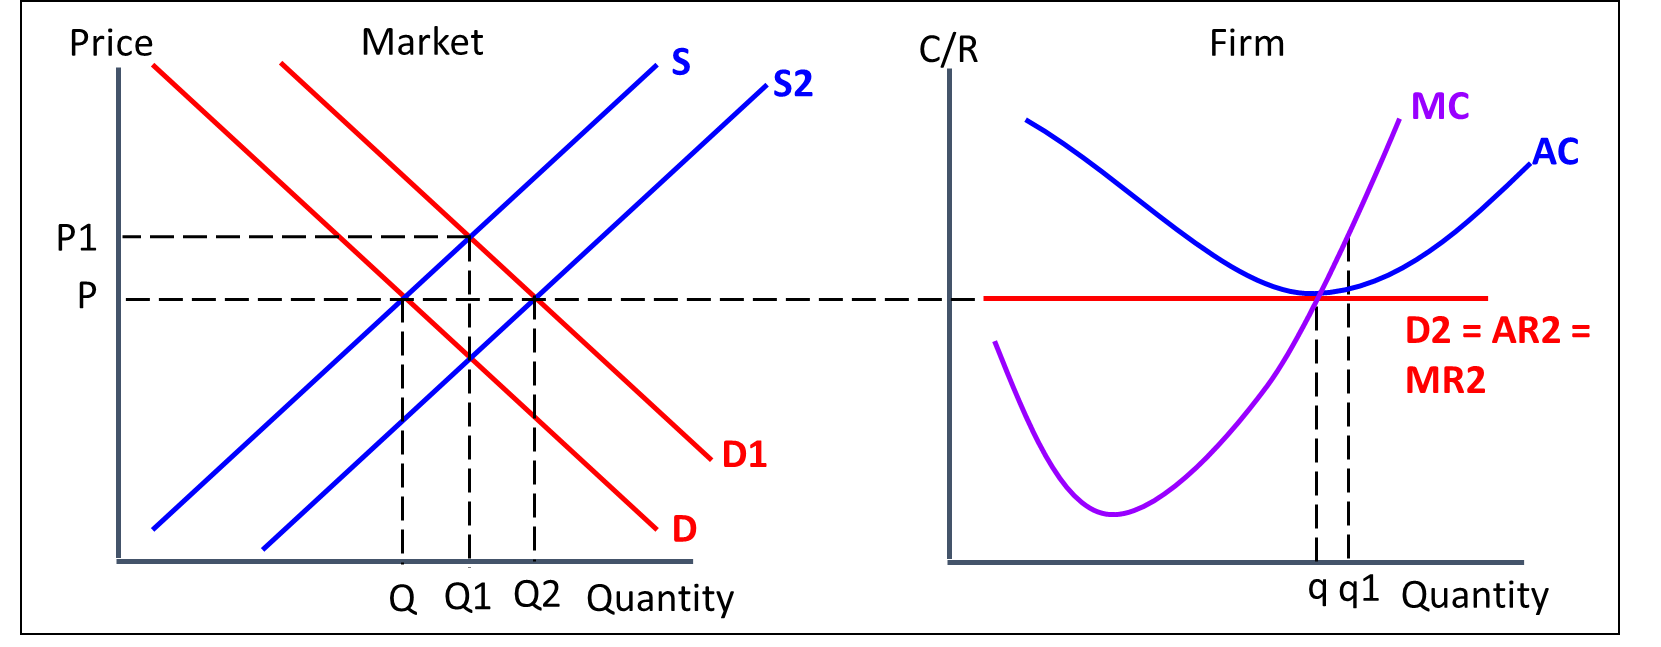 Price
Market
S
S2
P1
P
D1
D
Q
Q1
Q2
Quantity
C/R
Firm
MC
AC
D2 = AR2 =
MR2
q
q1
Quantity